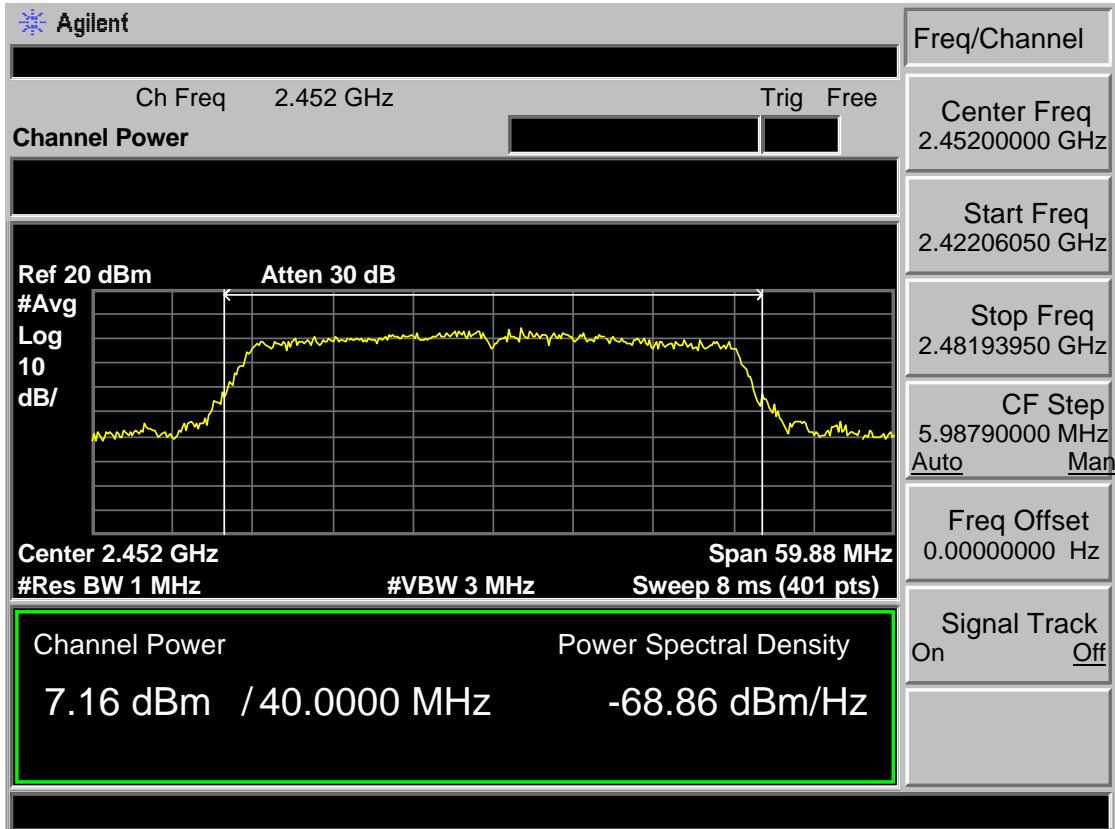 Agilent
Ch Freq 2.452 GHz Trig Free
Channel Power
Ref 20 dBm Atten 30 dB
#Avg
Log
10
dB/
Center 2.452 GHz Span 59.88 MHz
#Res BW 1 MHz #VBW 3 MHz Sweep 8 ms (401 pts)
Channel Power Power Spectral Density
7.16 dBm / 40.0000 MHz -68.86 dBm/Hz
Freq/Channel
Center Freq
2.45200000 GHz
Start Freq
2.42206050 GHz
Stop Freq
2.48193950 GHz
CF Step
5.98790000 MHz
Auto Man
Freq Offset
0.00000000 Hz
Signal Track
On Off